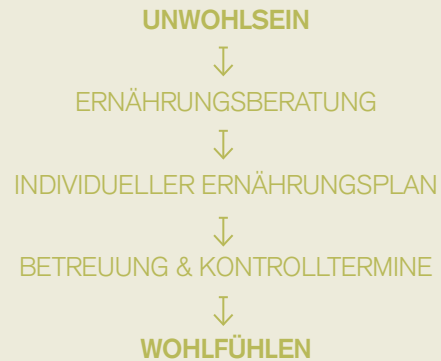 UNWOHLSEIN
↓
ERNÄHRUNGSBERATUNG
↓
INDIVIDUELLER ERNÄHRUNGSPLAN
↓
BETREUUNG & KONTROLLTERMINE
↓
WOHLFÜHLEN